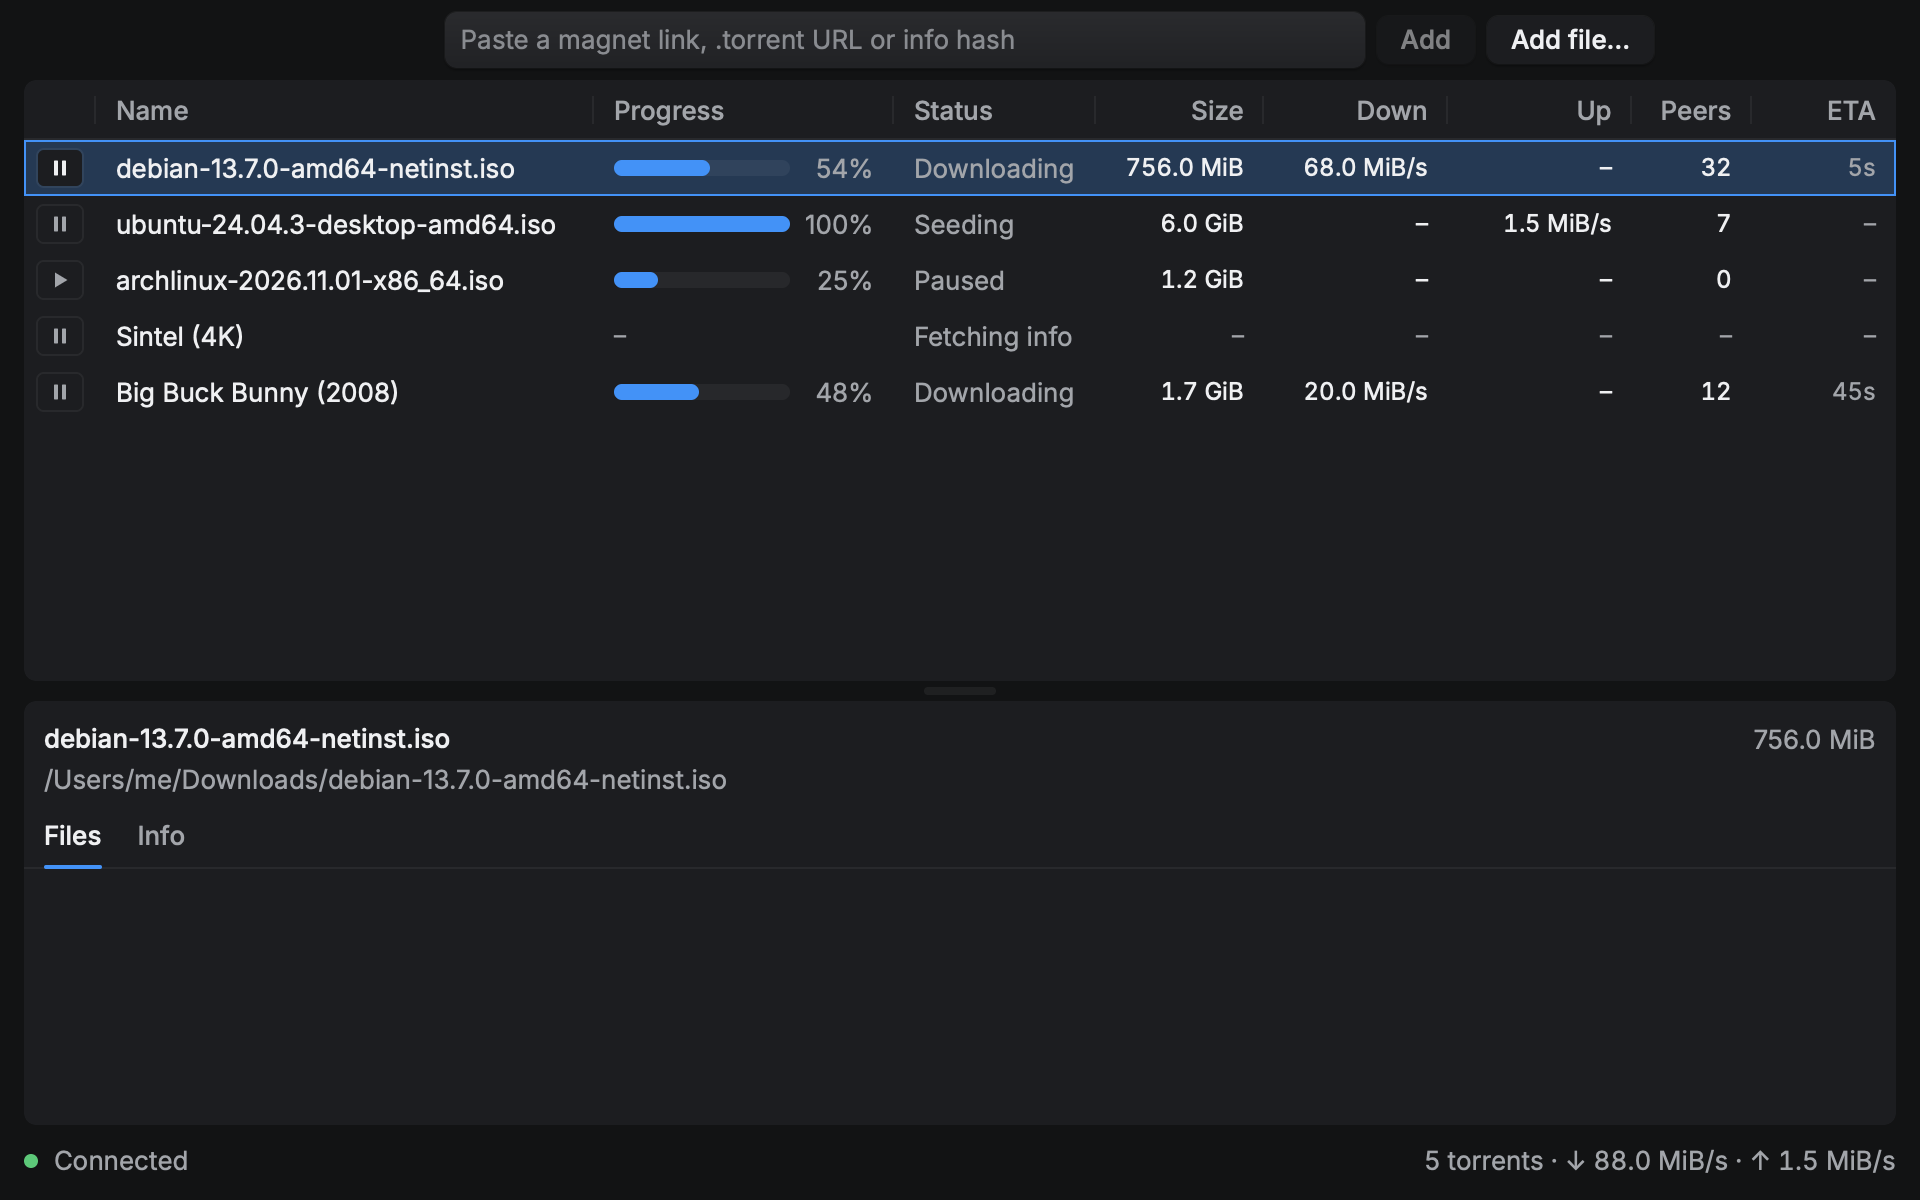 Paste a magnet link, .torrent URL or info hash Add Add file...
Name Progress Status Size Down Up Peers ETA
debian-13.7.0-amd64-netinst.iso 54% Downloading 756.0 MiB 68.0 MiB/s – 32 5s
ubuntu-24.04.3-desktop-amd64.iso 100% Seeding 6.0 GiB – 1.5 MiB/s 7 –
archlinux-2026.11.01-x86_64.iso 25% Paused 1.2 GiB – – 0 –
Sintel (4K) – Fetching info – – – – –
Big Buck Bunny (2008) 48% Downloading 1.7 GiB 20.0 MiB/s – 12 45s
debian-13.7.0-amd64-netinst.iso 756.0 MiB
/Users/me/Downloads/debian-13.7.0-amd64-netinst.iso
Files Info
Connected 5 torrents · ↓ 88.0 MiB/s · ↑ 1.5 MiB/s